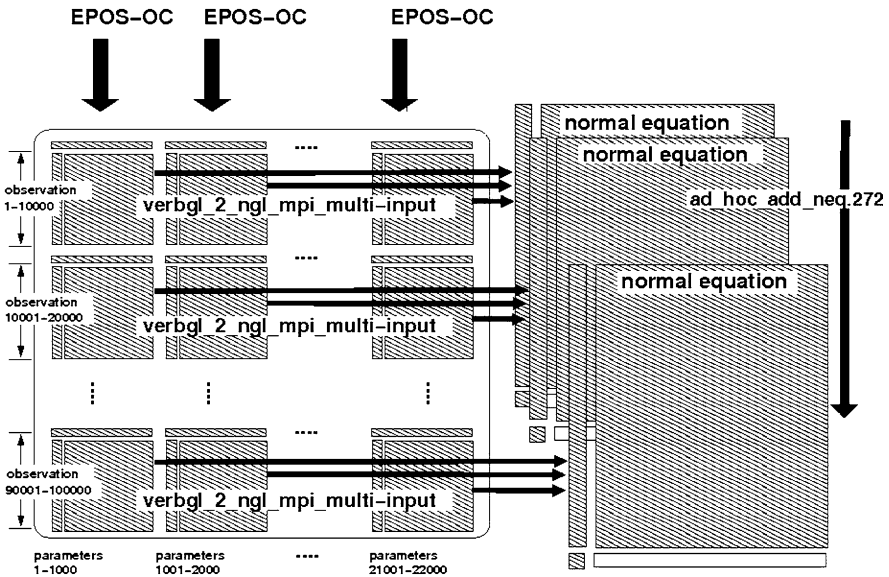 EPOS-OC EPOS-OC EPOS-OC
normal equation
normal equation
observation
1-10000
ad_hoc_add_neq.272
verbgl_2_ngl_mpi_multi-input
normal equation
observation
10001-20000
verbgl_2_ngl_mpi_multi-input
observation
90001-100000
verbgl_2_ngl_mpi_multi-input
parameters
1-1000
parameters
1001-2000
parameters
21001-22000